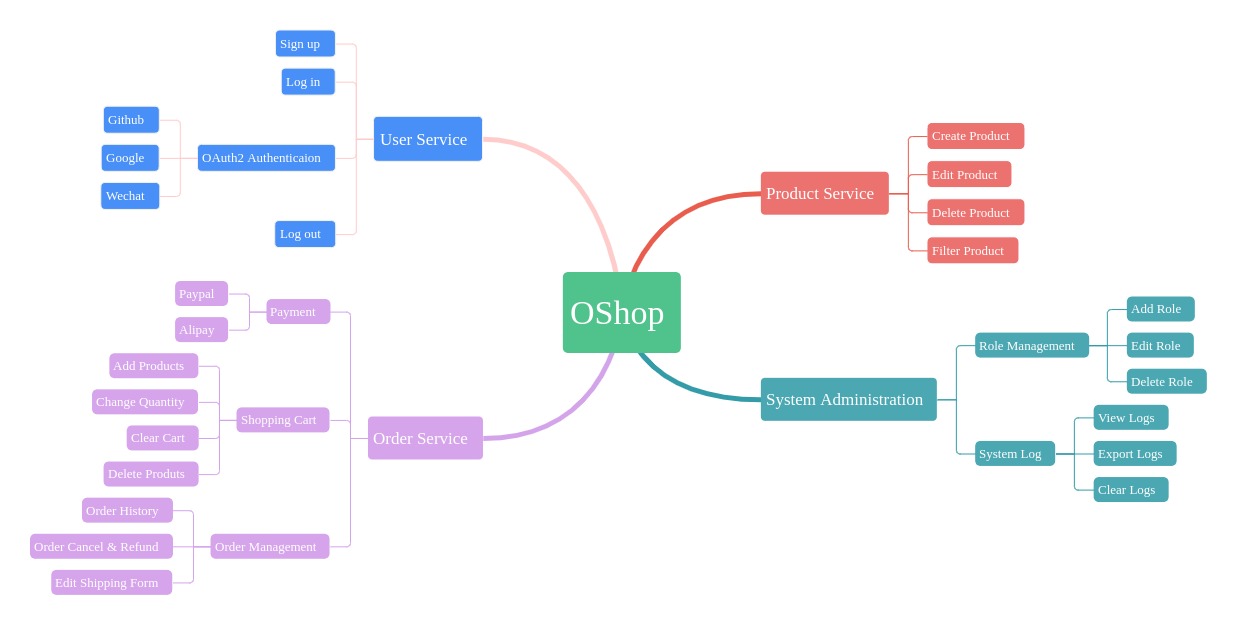 Sign up
Log in
Github
Google
Wechat
OAuth2 Authenticaion
User Service
Log out
Create Product
Edit Product
Product Service
Delete Product
Filter Product
OShop
Paypal
Alipay
Payment
Add Products
Change Quantity
Clear Cart
Delete Produts
Shopping Cart
Order Service
Order History
Order Cancel & Refund
Edit Shipping Form
Order Management
System Administration
Role Management
Add Role
Edit Role
Delete Role
System Log
View Logs
Export Logs
Clear Logs